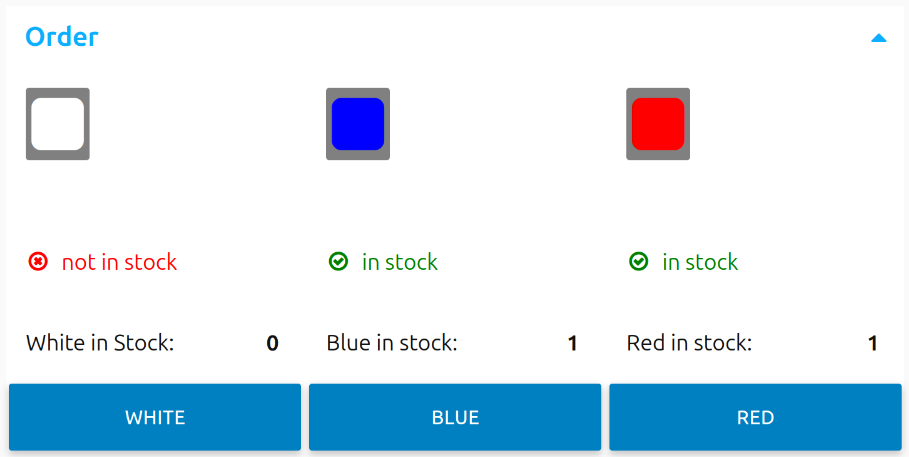 Order
not in stock
in stock
in stock
White in Stock: 0
Blue in stock: 1
Red in stock: 1
WHITE
BLUE
RED